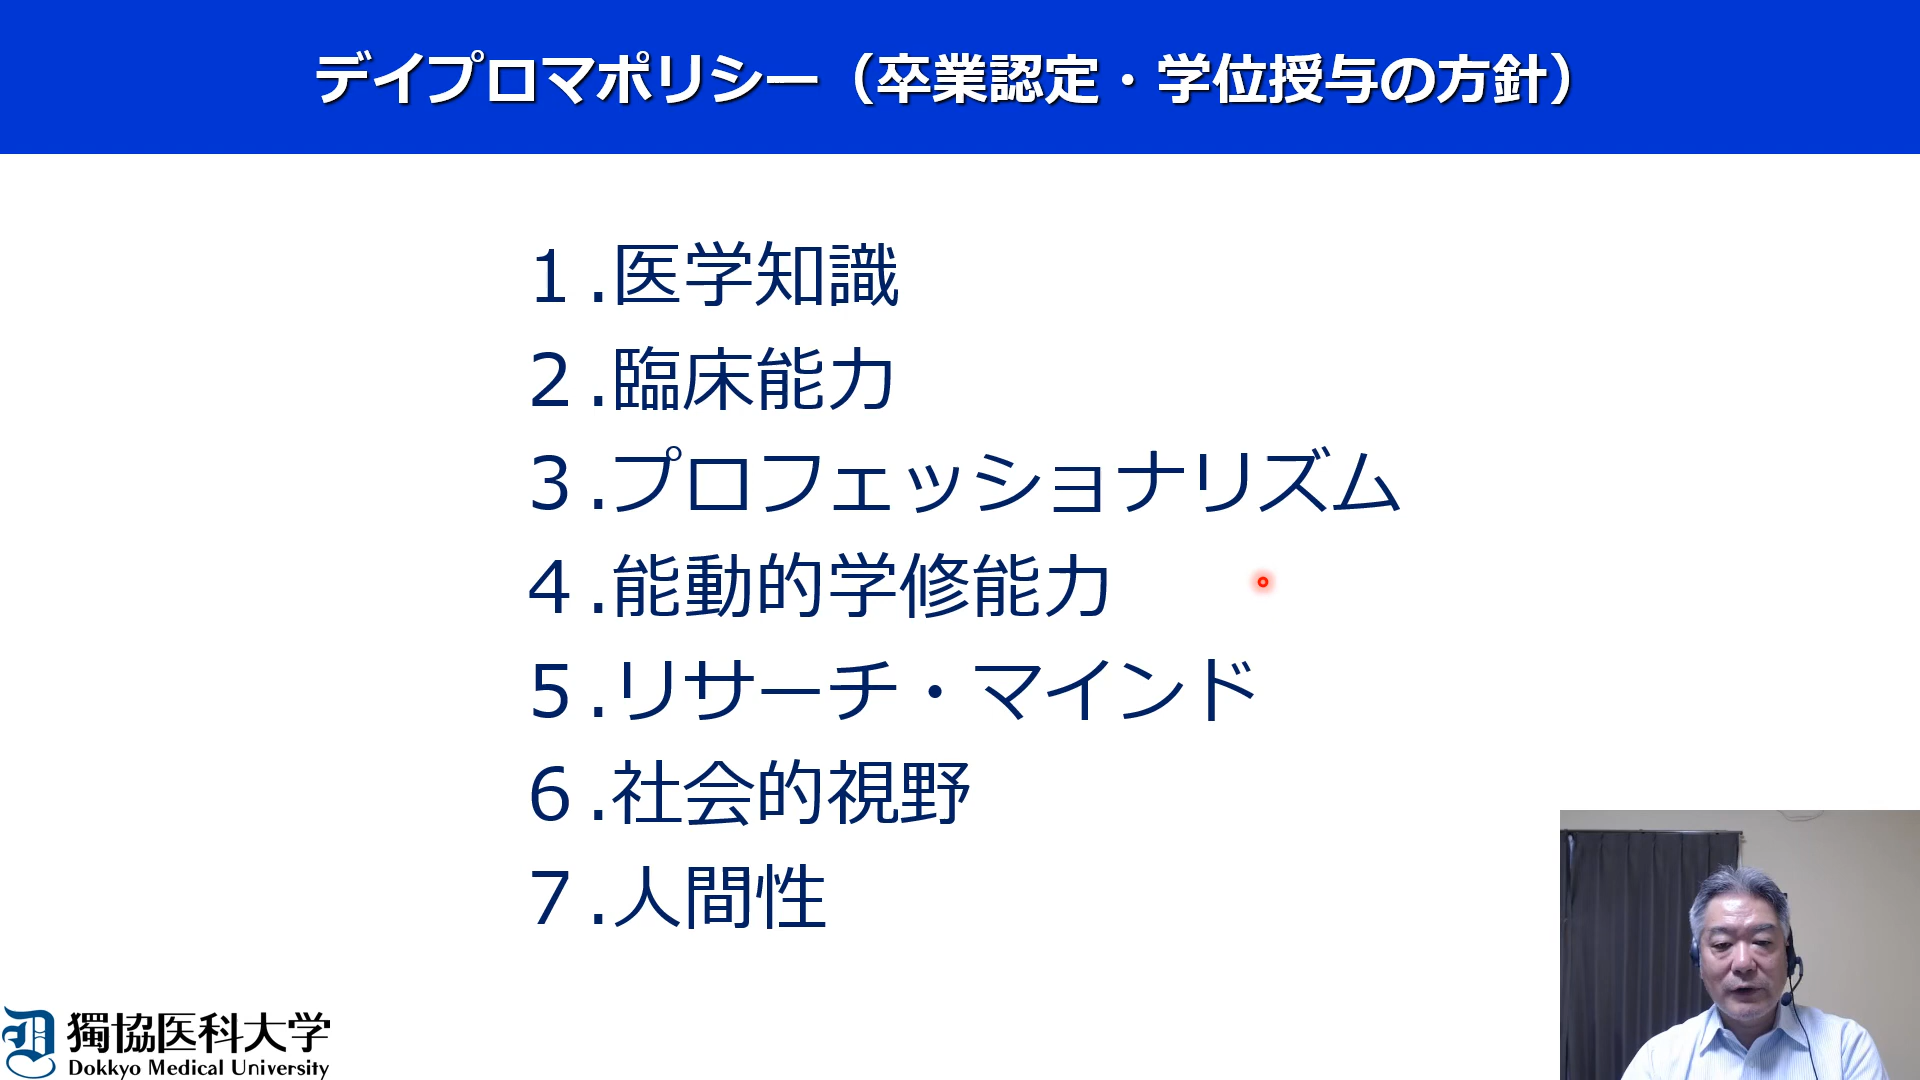 デイプロマポリシー（卒業認定・学位授与の方針）
１.医学知識
２.臨床能力
３.プロフェッショナリズム
４.能動的学修能力
５.リサーチ・マインド
６.社会的視野
７.人間性
獨協医科大学
Dokkyo Medical University